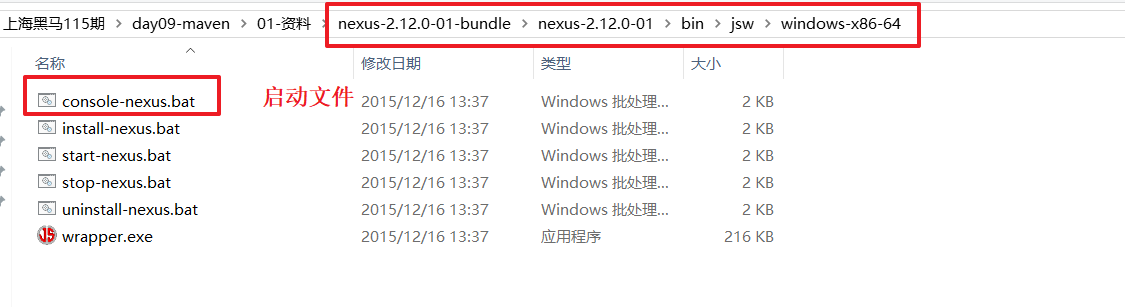 上海黑马115期 > day09-maven > 01-资料 > nexus-2.12.0-01-bundle > nexus-2.12.0-01 > bin > jsw > windows-x86-64
名称 修改日期 类型 大小
console-nexus.bat 启动文件 2015/12/16 13:37 Windows 批处理... 2 KB
install-nexus.bat 2015/12/16 13:37 Windows 批处理... 2 KB
start-nexus.bat 2015/12/16 13:37 Windows 批处理... 2 KB
stop-nexus.bat 2015/12/16 13:37 Windows 批处理... 2 KB
uninstall-nexus.bat 2015/12/16 13:37 Windows 批处理... 2 KB
wrapper.exe 2015/12/16 13:37 应用程序 216 KB